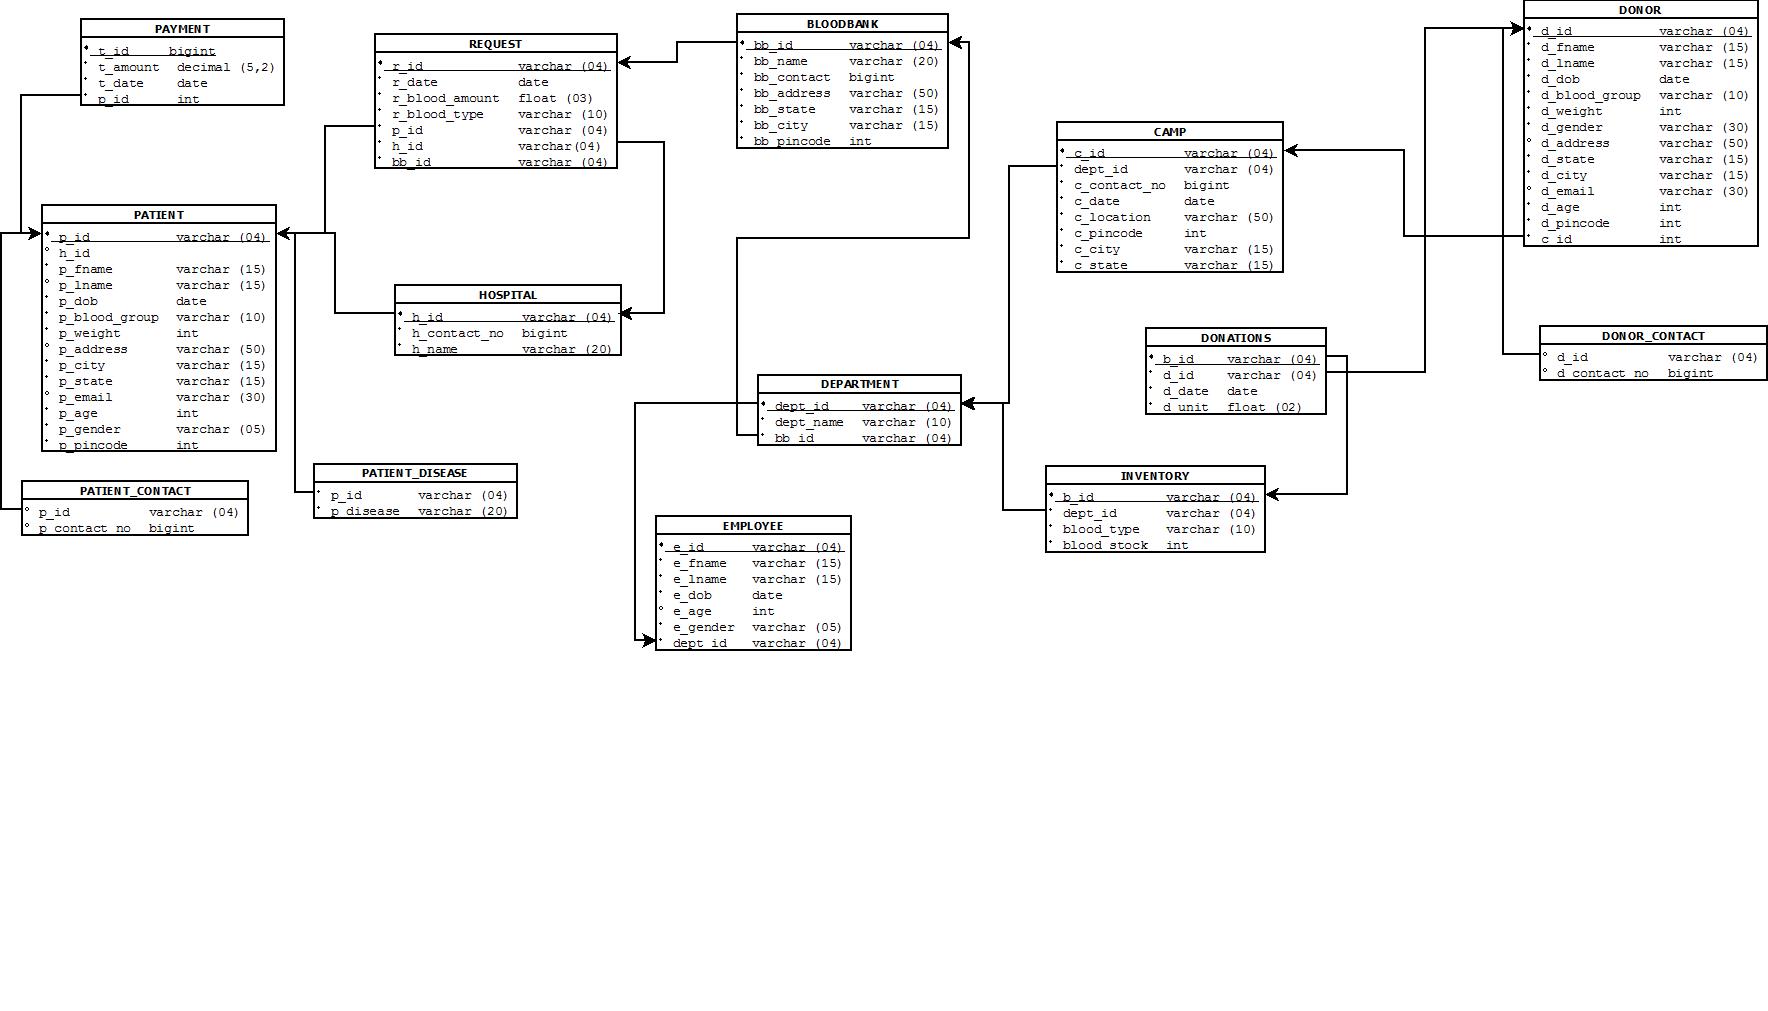 PAYMENT
t_id bigint
t_amount decimal (5,2)
t_date date
p_id int
REQUEST
r_id varchar (04)
r_date date
r_blood_amount float (03)
r_blood_type varchar (10)
p_id varchar (04)
h_id varchar(04)
bb_id varchar (04)
BLOODBANK
bb_id varchar (04)
bb_name varchar (20)
bb_contact bigint
bb_address varchar (50)
bb_state varchar (15)
bb_city varchar (15)
bb_pincode int
DONOR
d_id varchar (04)
d_fname varchar (15)
d_lname varchar (15)
d_dob date
d_blood_group varchar (10)
d_weight int
d_gender varchar (30)
d_address varchar (50)
d_state varchar (15)
d_city varchar (15)
d_email varchar (30)
d_age int
d_pincode int
c_id int
CAMP
c_id varchar (04)
dept_id varchar (04)
c_contact_no bigint
c_date date
c_location varchar (50)
c_pincode int
c_city varchar (15)
c_state varchar (15)
PATIENT
p_id varchar (04)
h_id
p_fname varchar (15)
p_lname varchar (15)
p_dob date
p_blood_group varchar (10)
p_weight int
p_address varchar (50)
p_city varchar (15)
p_state varchar (15)
p_email varchar (30)
p_age int
p_gender varchar (05)
p_pincode int
HOSPITAL
h_id varchar (04)
h_contact_no bigint
h_name varchar (20)
DONATIONS
b_id varchar (04)
d_id varchar (04)
d_date date
d_unit float (02)
DONOR_CONTACT
d_id varchar (04)
d_contact_no bigint
DEPARTMENT
dept_id varchar (04)
dept_name varchar (10)
bb_id varchar (04)
PATIENT_CONTACT
p_id varchar (04)
p_contact_no bigint
PATIENT_DISEASE
p_id varchar (04)
p_disease varchar (20)
INVENTORY
b_id varchar (04)
dept_id varchar (04)
blood_type varchar (10)
blood_stock int
EMPLOYEE
e_id varchar (04)
e_fname varchar (15)
e_lname varchar (15)
e_dob date
e_age int
e_gender varchar (05)
dept_id varchar (04)